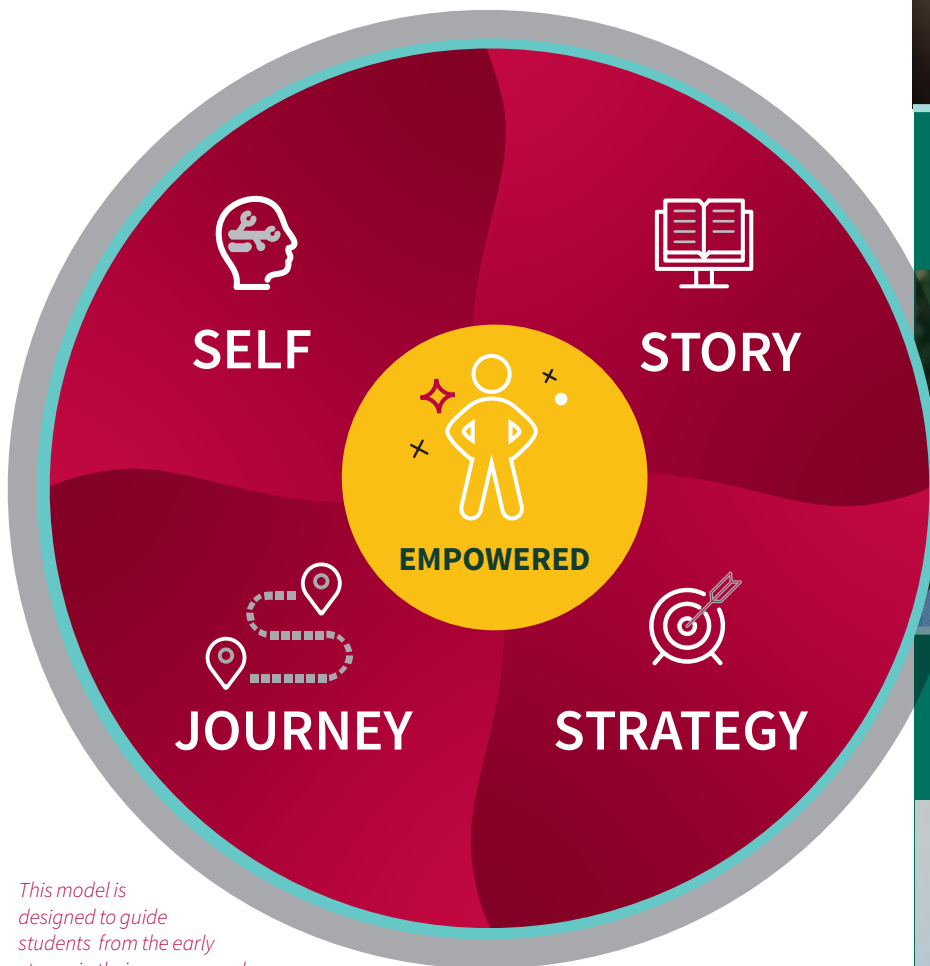 SELF
STORY
EMPOWERED
JOURNEY
STRATEGY
This model is
designed to guide
students from the early